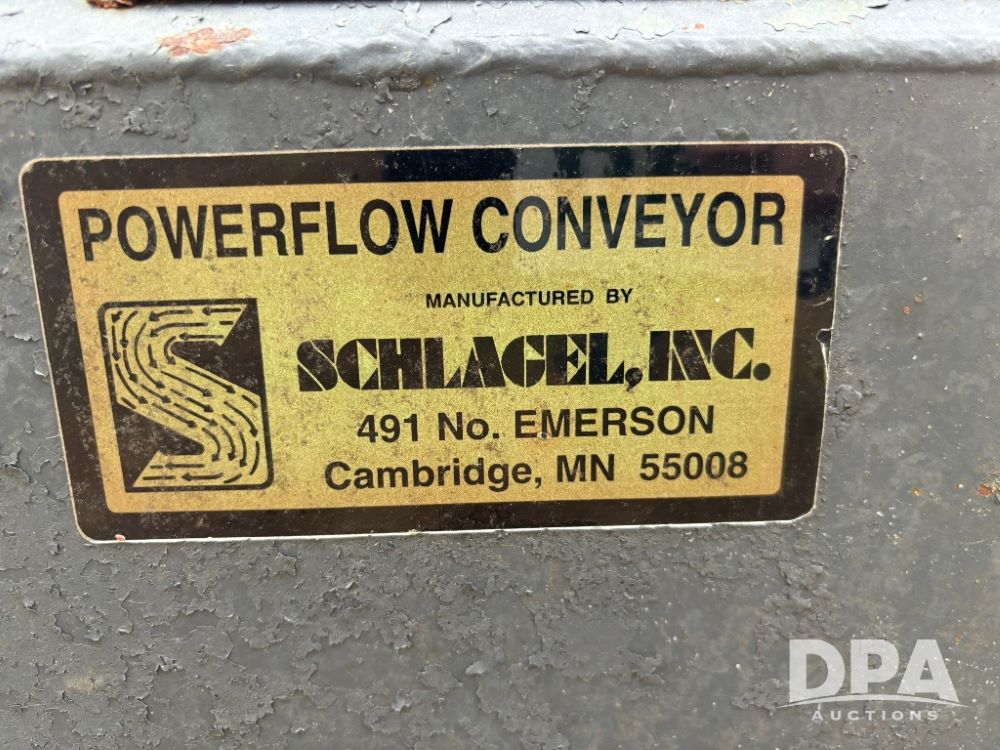 POWERFLOW CONVEYOR
MANUFACTURED BY
SCHLAGEL, INC.
491 No. EMERSON
Cambridge, MN 55008
DPA
AUCTIONS